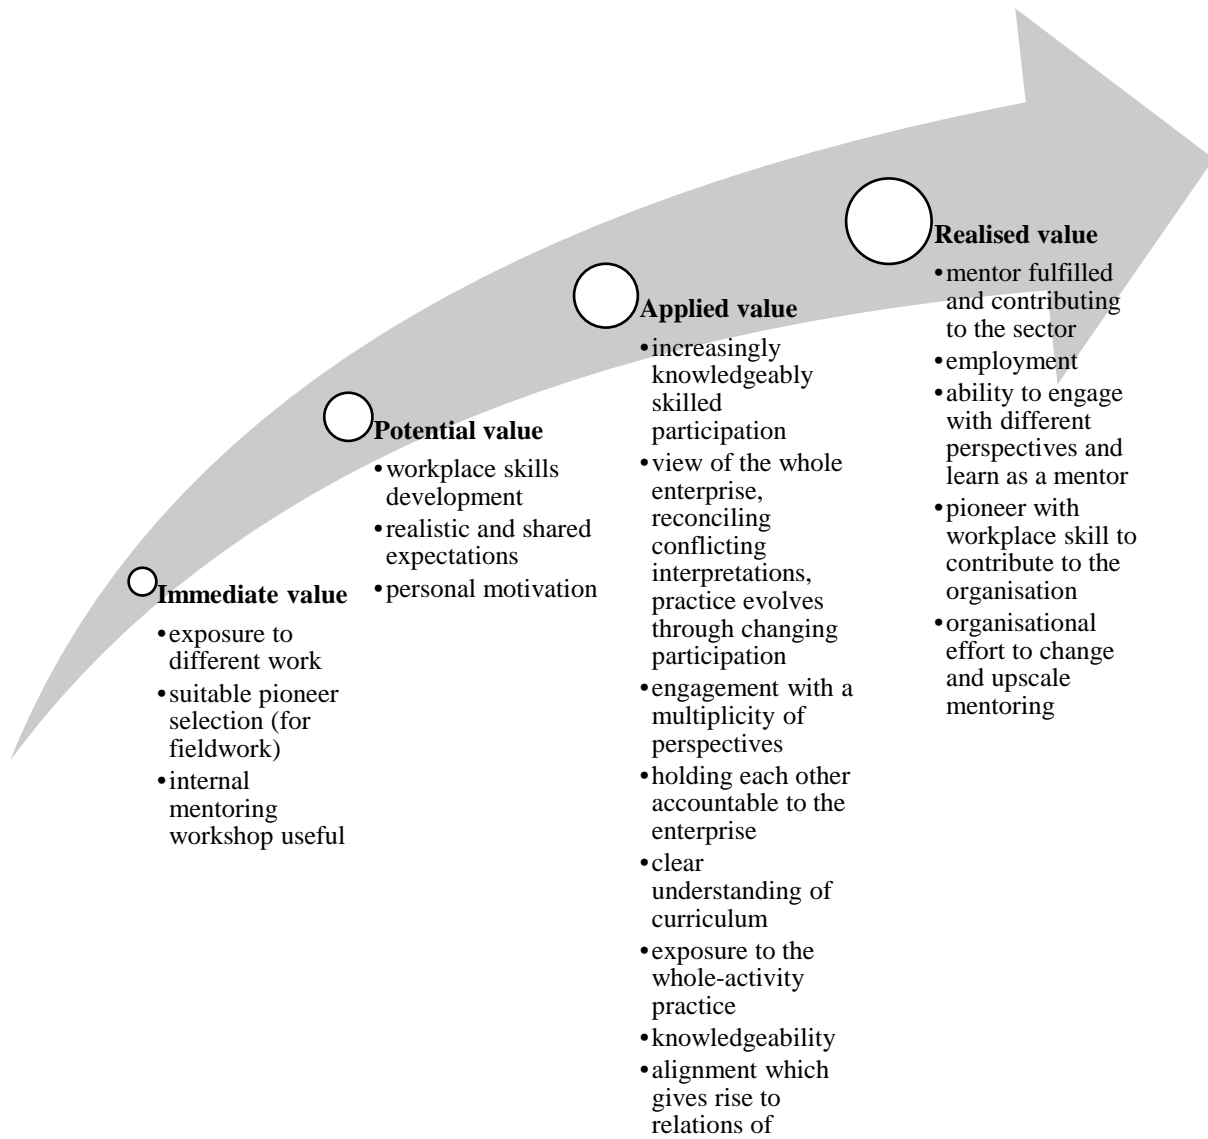 Immediate value
•exposure to
different work
•suitable pioneer
selection (for
fieldwork)
•internal
mentoring
workshop useful
Potential value
•workplace skills
development
•realistic and shared
expectations
•personal motivation
Applied value
•increasingly
knowledgeably
skilled
participation
•view of the whole
enterprise,
reconciling
conflicting
interpretations,
practice evolves
through changing
participation
•engagement with a
multiplicity of
perspectives
•holding each other
accountable to the
enterprise
•clear
understanding of
curriculum
•exposure to the
whole-activity
practice
•knowledgeability
•alignment which
gives rise to
relations of
Realised value
•mentor fulfilled
and contributing
to the sector
•employment
•ability to engage
with different
perspectives and
learn as a mentor
•pioneer with
workplace skill to
contribute to the
organisation
•organisational
effort to change
and upscale
mentoring